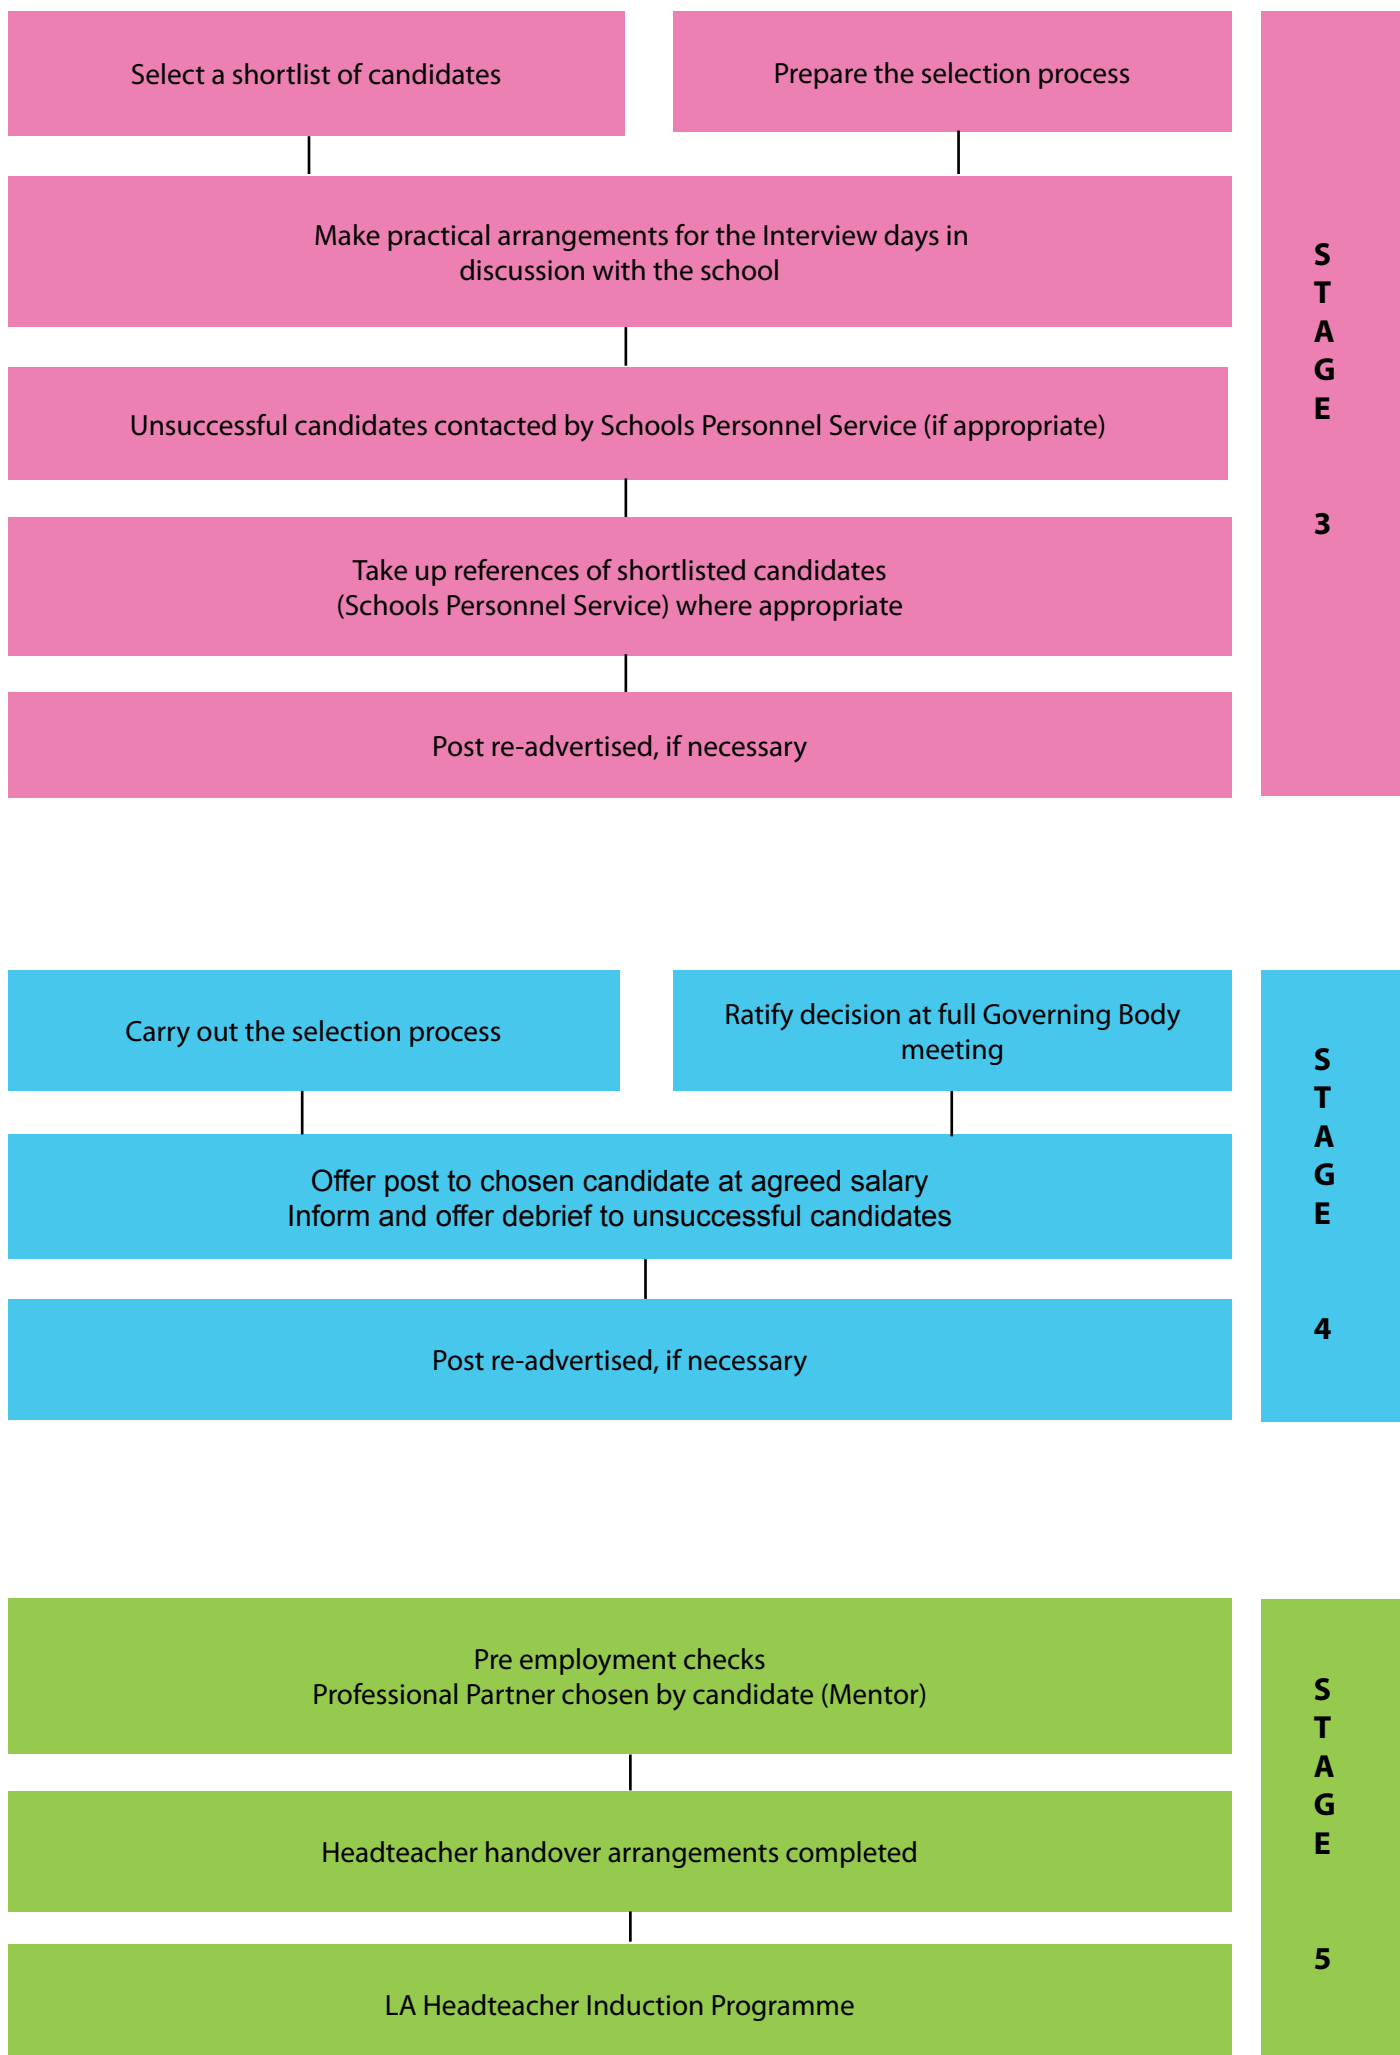 Select a shortlist of candidates
Prepare the selection process
Make practical arrangements for the Interview days in
discussion with the school
Unsuccessful candidates contacted by Schools Personnel Service (if appropriate)
Take up references of shortlisted candidates
(Schools Personnel Service) where appropriate
Post re-advertised, if necessary
S
T
A
G
E
3
Carry out the selection process
Ratify decision at full Governing Body
meeting
Offer post to chosen candidate at agreed salary
Inform and offer debrief to unsuccessful candidates
Post re-advertised, if necessary
S
T
A
G
E
4
Pre employment checks
Professional Partner chosen by candidate (Mentor)
Headteacher handover arrangements completed
LA Headteacher Induction Programme
S
T
A
G
E
5